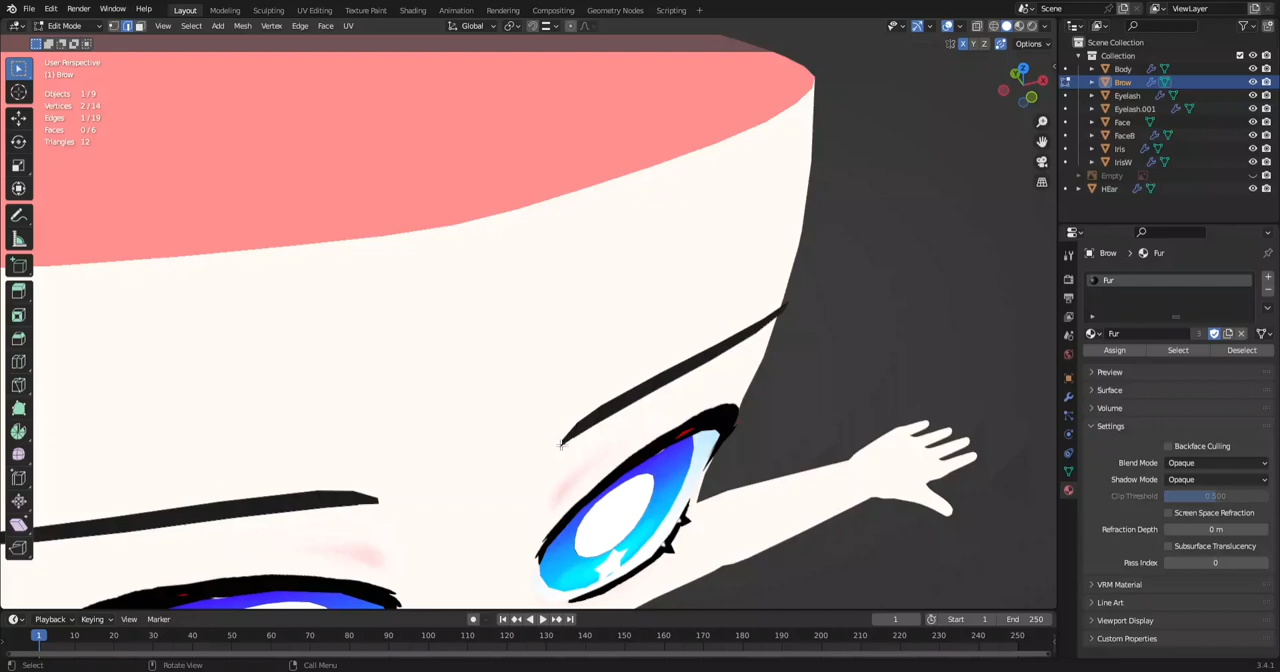 File Edit Render Window Help Layout Modeling Sculpting UV Editing Texture Paint Shading Animation Rendering Compositing Geometry Nodes Scripting + Scene ViewLayer
Edit Mode View Select Add Mesh Vertex Edge Face UV Global
X Y Z Options
User Perspective
(1) Brow
Objects 1/9
Vertices 2/14
Edges 1/19
Faces 0/6
Triangles 12
Scene Collection
Collection
Body
Brow
Eyelash
Eyelash.001
Face
FaceB
Iris
IrisW
Empty
HEar
Brow > Fur
Fur
Fur 3
Assign Select Deselect
Preview
Surface
Volume
Settings
Backface Culling
Blend Mode Opaque
Shadow Mode Opaque
Clip Threshold 0.500
Screen Space Refraction
Refraction Depth 0 m
Subsurface Translucency
Pass Index 0
VRM Material
Line Art
Viewport Display
Custom Properties
Playback Keying View Marker 1 Start 1 End 250
1 10 20 30 40 50 60 70 80 90 100 110 120 130 140 150 160 170 180 190 200 210 220 230 240 250
Select Rotate View Call Menu 3.4.1